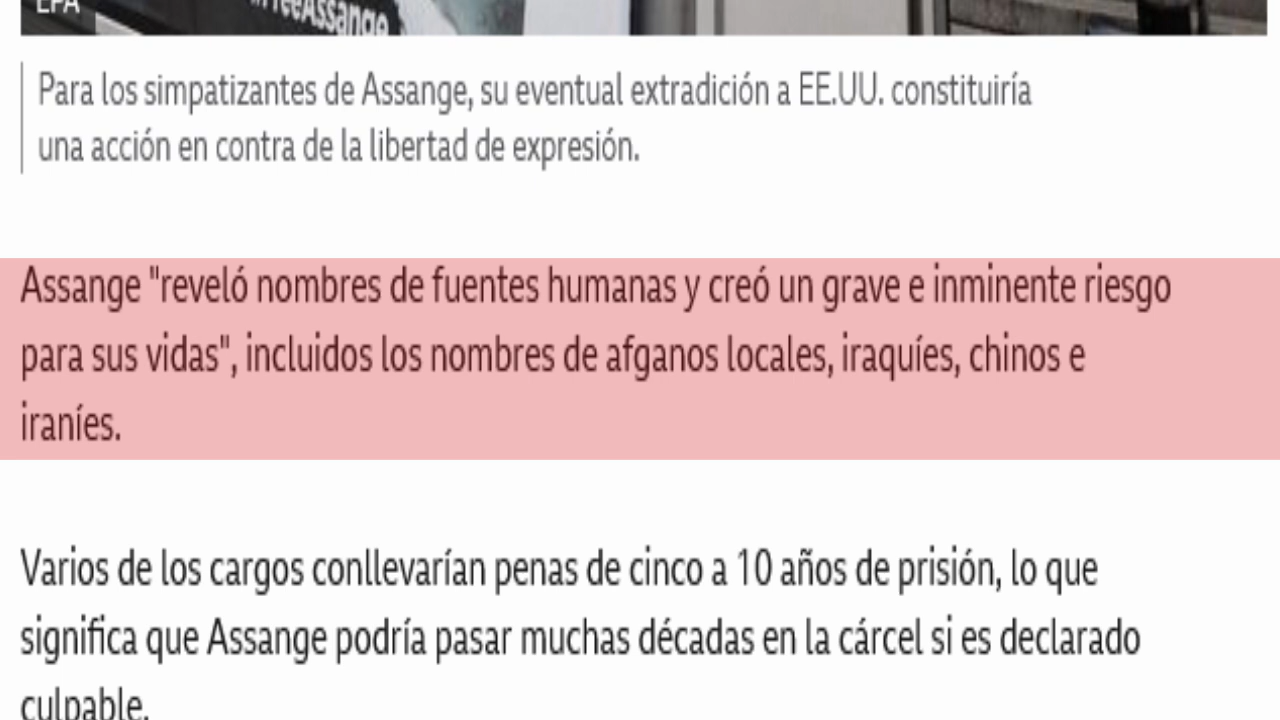 EPA
#FreeAssange
Para los simpatizantes de Assange, su eventual extradición a EE.UU. constituiría
una acción en contra de la libertad de expresión.
Assange "reveló nombres de fuentes humanas y creó un grave e inminente riesgo
para sus vidas", incluidos los nombres de afganos locales, iraquíes, chinos e
iraníes.
Varios de los cargos conllevarían penas de cinco a 10 años de prisión, lo que
significa que Assange podría pasar muchas décadas en la cárcel si es declarado
culpable.